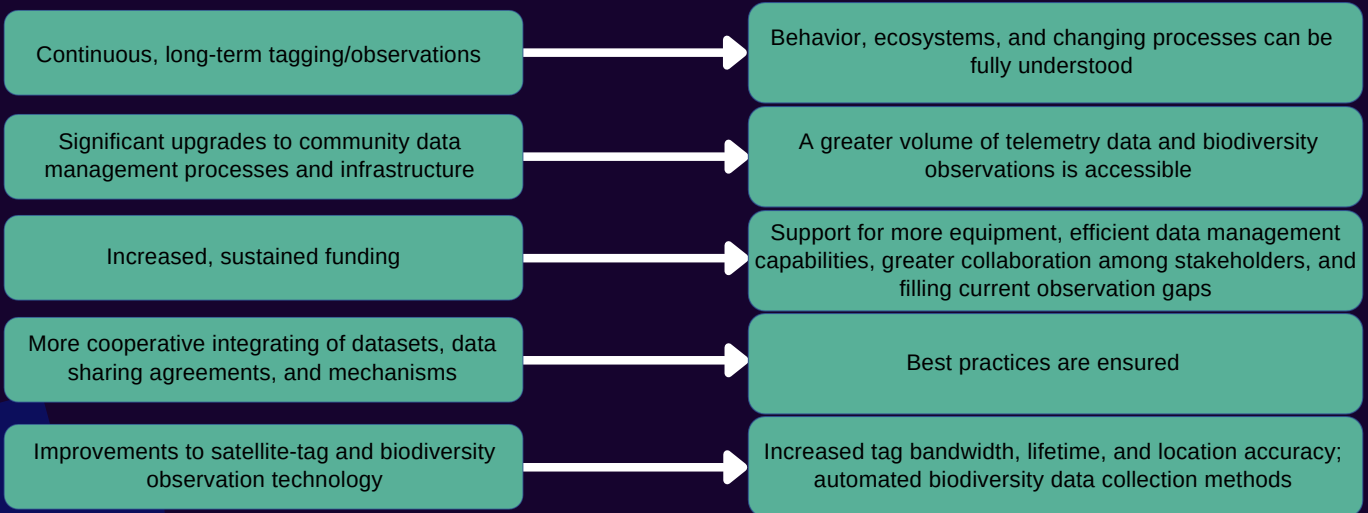 Continuous, long-term tagging/observations
Behavior, ecosystems, and changing processes can be
fully understood
Significant upgrades to community data
management processes and infrastructure
A greater volume of telemetry data and biodiversity
observations is accessible
Increased, sustained funding
Support for more equipment, efficient data management
capabilities, greater collaboration among stakeholders, and
filling current observation gaps
More cooperative integrating of datasets, data
sharing agreements, and mechanisms
Best practices are ensured
Improvements to satellite-tag and biodiversity
observation technology
Increased tag bandwidth, lifetime, and location accuracy;
automated biodiversity data collection methods